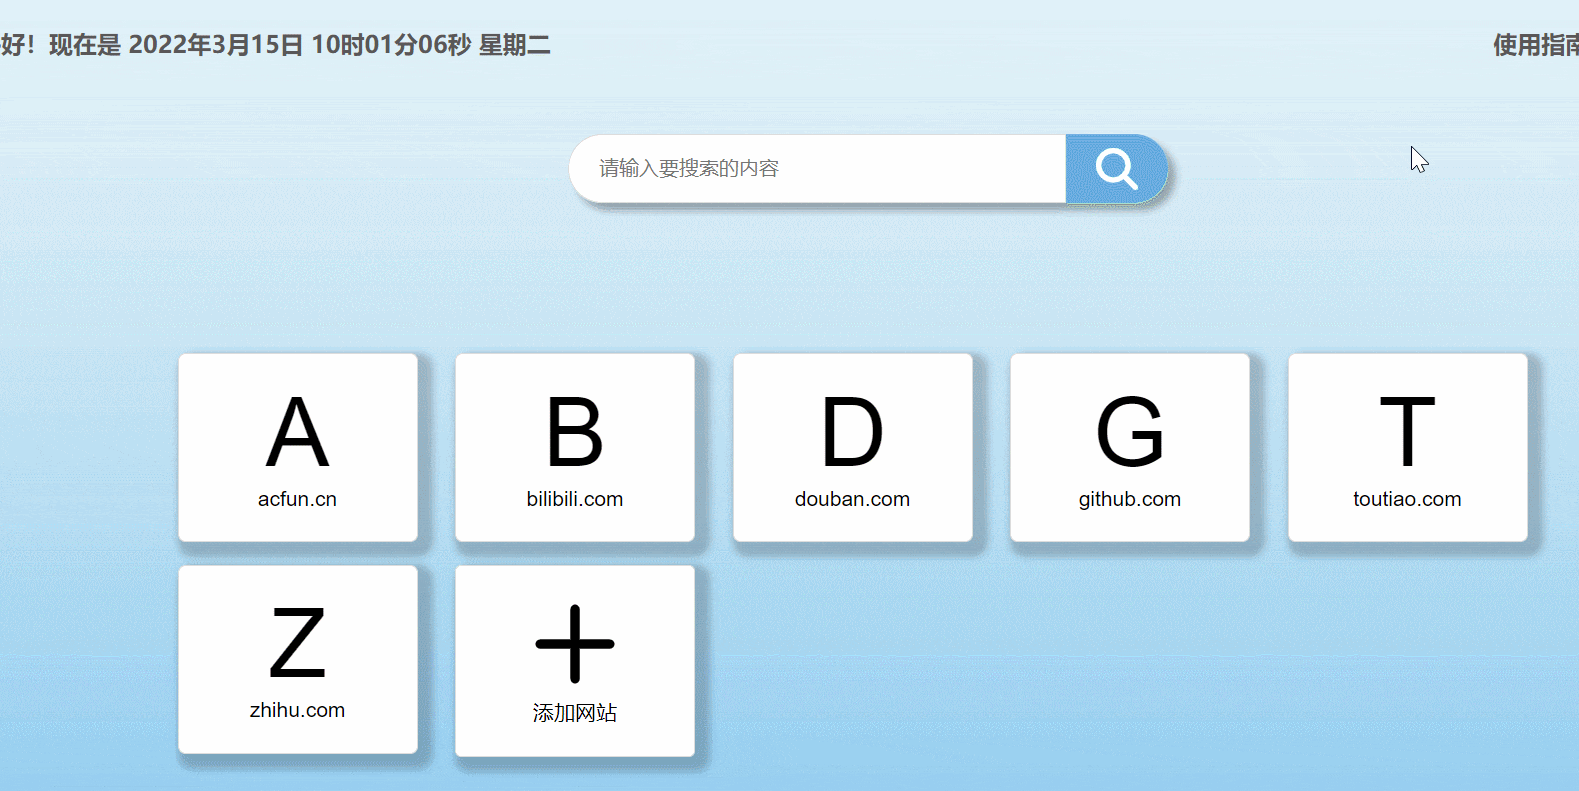 好！现在是 2022年3月15日 10时01分06秒 星期二
使用指南
请输入要搜索的内容
A
acfun.cn
B
bilibili.com
D
douban.com
G
github.com
T
toutiao.com
Z
zhihu.com
添加网站